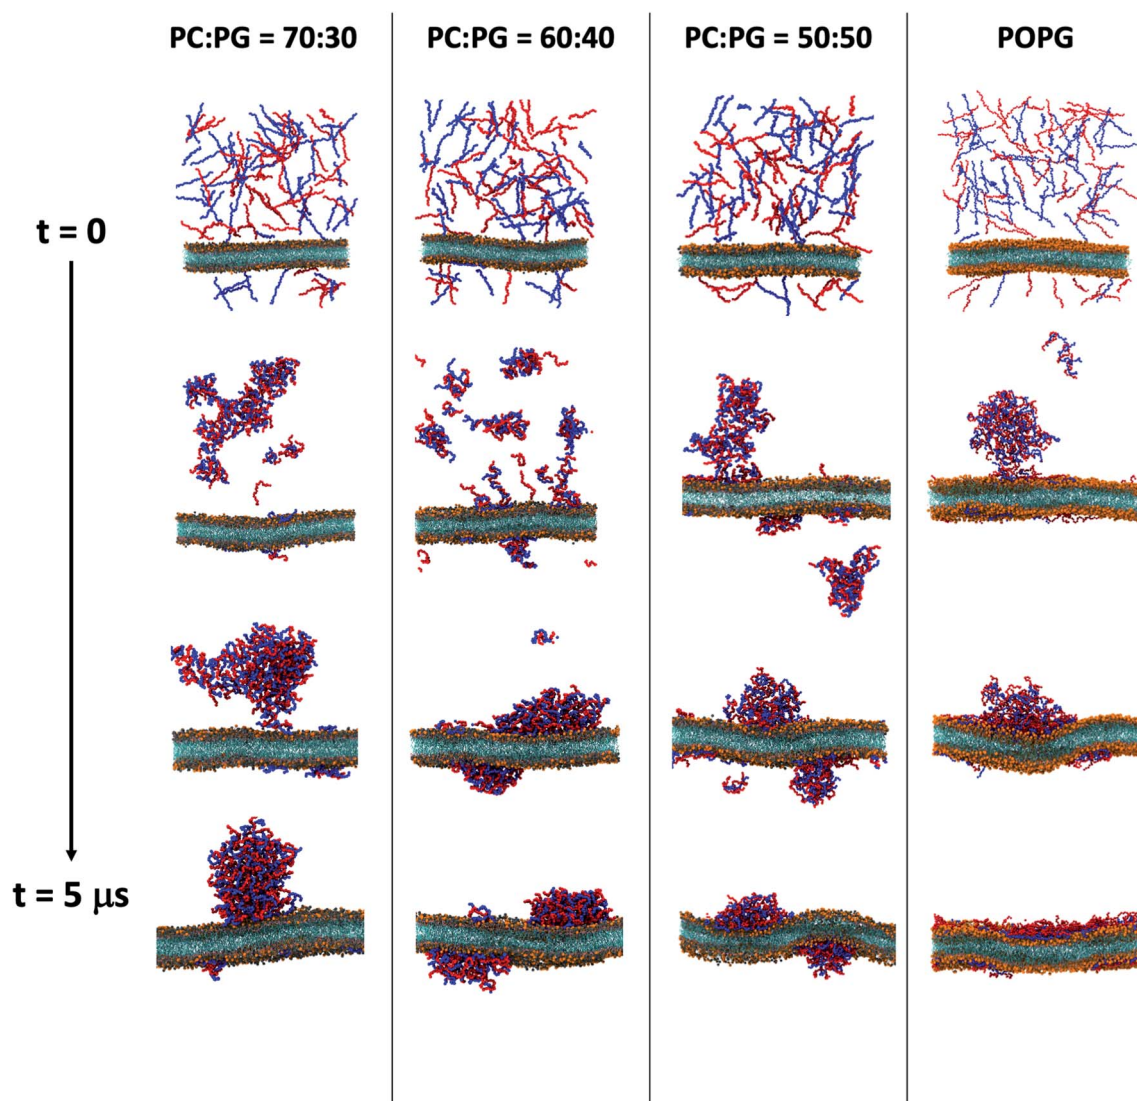 PC:PG = 70:30
PC:PG = 60:40
PC:PG = 50:50
POPG
t = 0
t = 5 μs